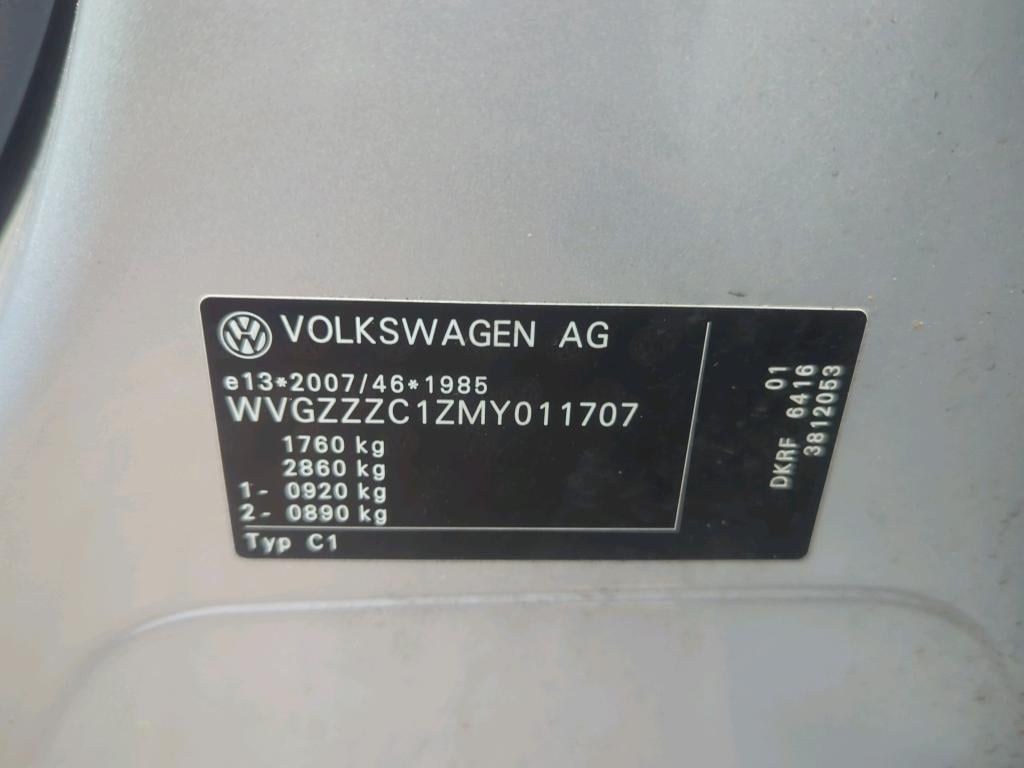 VOLKSWAGEN AG
e13*2007/46*1985
WVGZZZC1ZMY011707
1760 kg
2860 kg
1- 0920 kg
2- 0890 kg
Typ C1
01
DKRF 6416
3812053